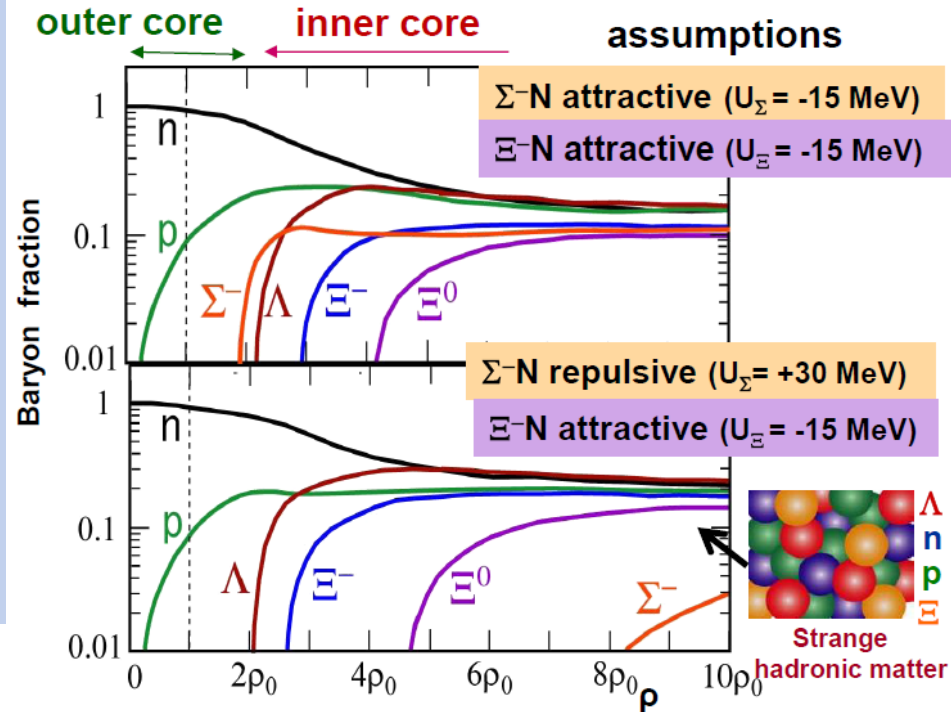 outer core inner core assumptions
Σ⁻N attractive (U_Σ = -15 MeV)
Ξ⁻N attractive (U_Ξ = -15 MeV)
1
n
p
0.1
Σ⁻ Λ Ξ⁻ Ξ⁰
0.01
Σ⁻N repulsive (U_Σ= +30 MeV)
Ξ⁻N attractive (U_Ξ = -15 MeV)
1
n
p
0.1
Λ Ξ⁻ Ξ⁰ Σ⁻
0.01
Baryon fraction
0 2ρ₀ 4ρ₀ 6ρ₀ 8ρ₀ ρ 10ρ₀
Λ
n
p
Ξ
Strange
hadronic matter